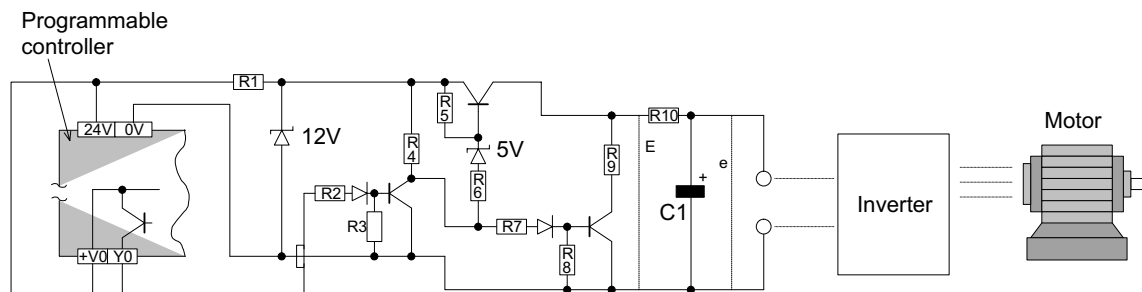 Programmable
controller
24V
0V
R1
12V
R4
R5
5V
R6
R2
R3
R7
R8
R9
R10
E
e
+
C1
Inverter
Motor
+V0
Y0